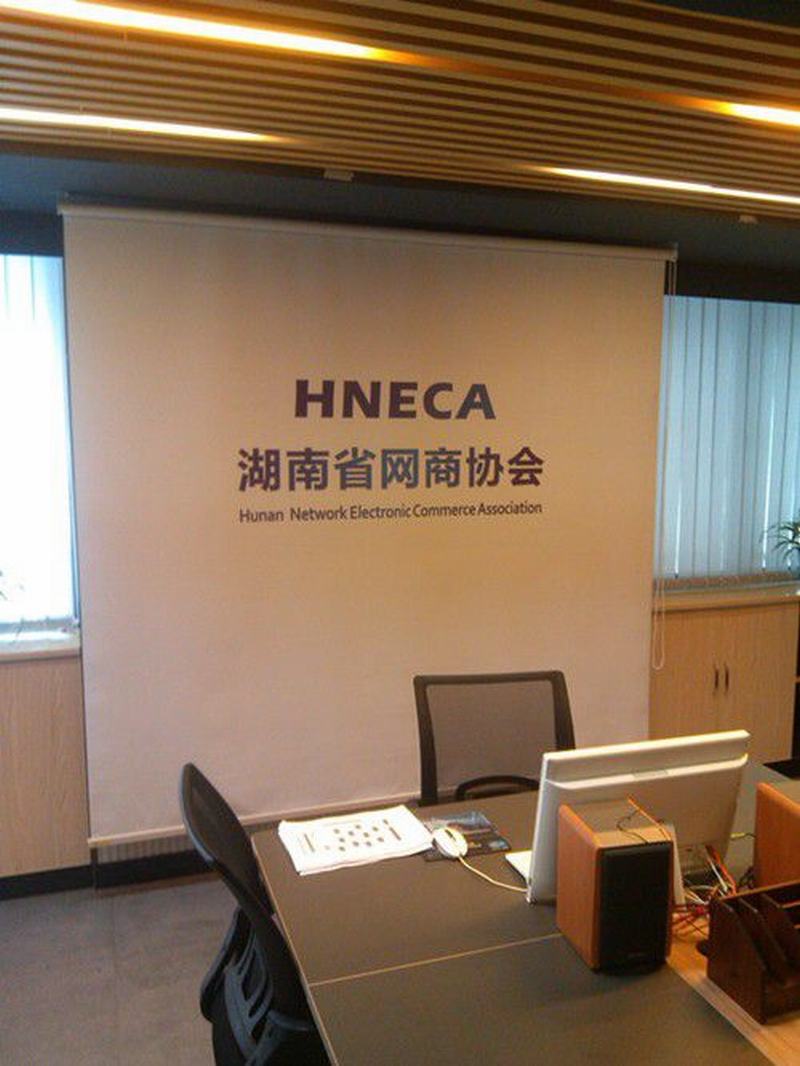 HNECA
湖南省网商协会
Hunan Network Electronic Commerce Association